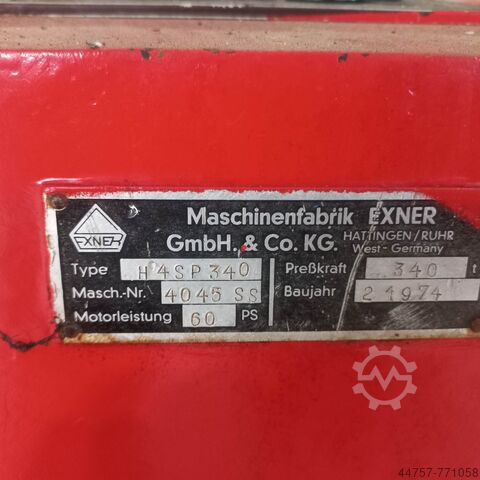 EXNER
Maschinenfabrik EXNER
GmbH. & Co. KG. HATTINGEN/RUHR
West-Germany
Type H4SP340 Preßkraft 340 t
Masch.-Nr. 4045 SS Baujahr 2 1974
Motorleistung 60 PS
44757-771058